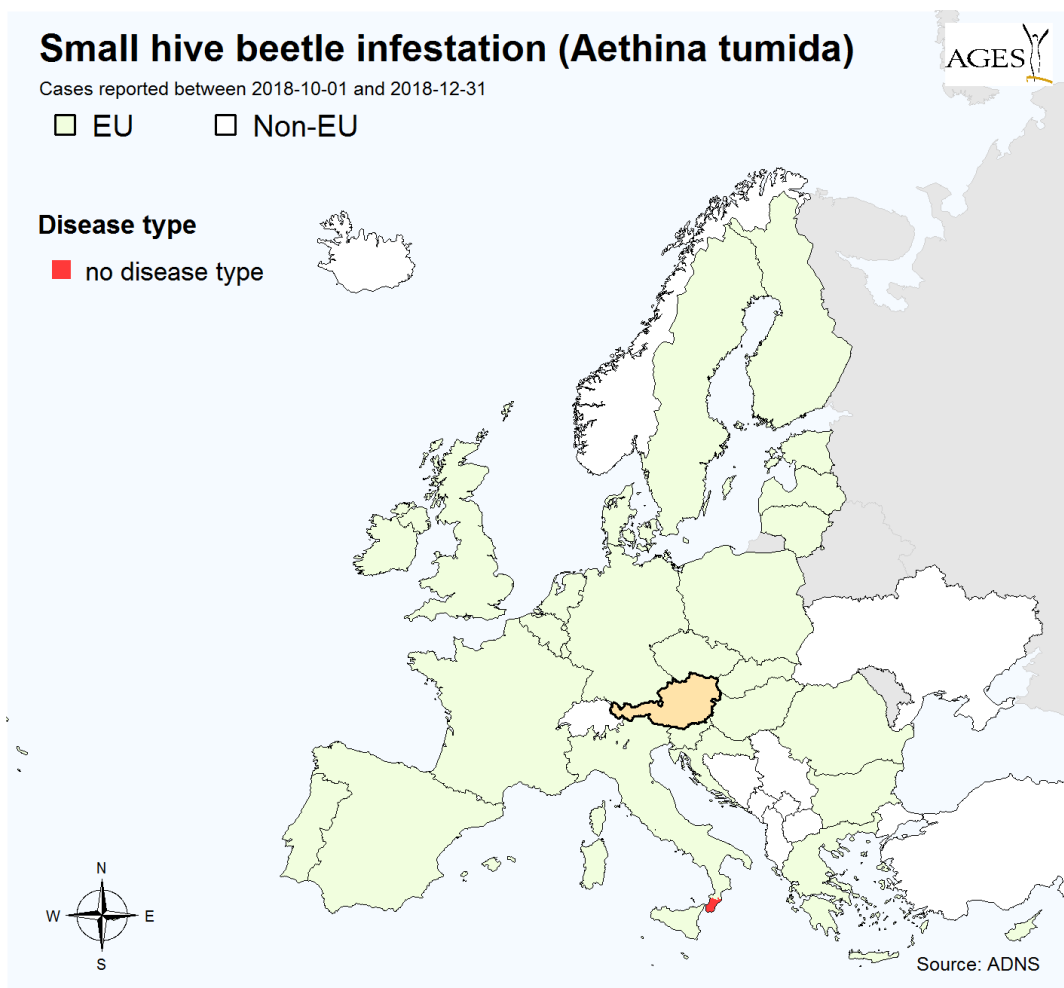 Small hive beetle infestation (Aethina tumida)
AGES
Cases reported between 2018-10-01 and 2018-12-31
EU
Non-EU
Disease type
no disease type
N
W E
S
Source: ADNS